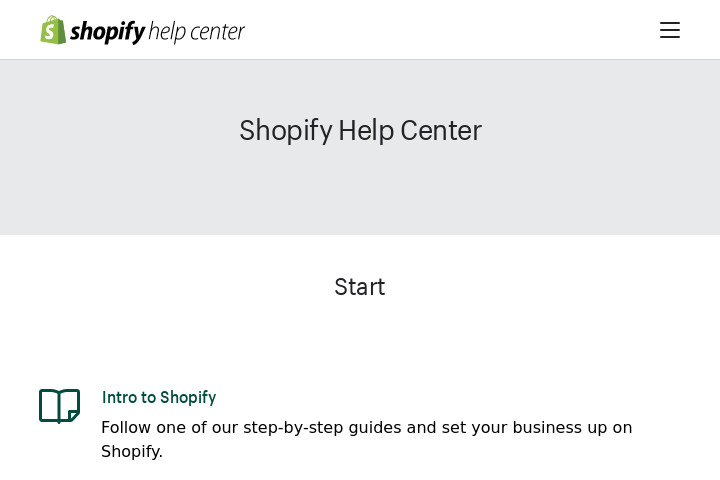 shopify help center
Shopify Help Center
Start
Intro to Shopify
Follow one of our step-by-step guides and set your business up on
Shopify.